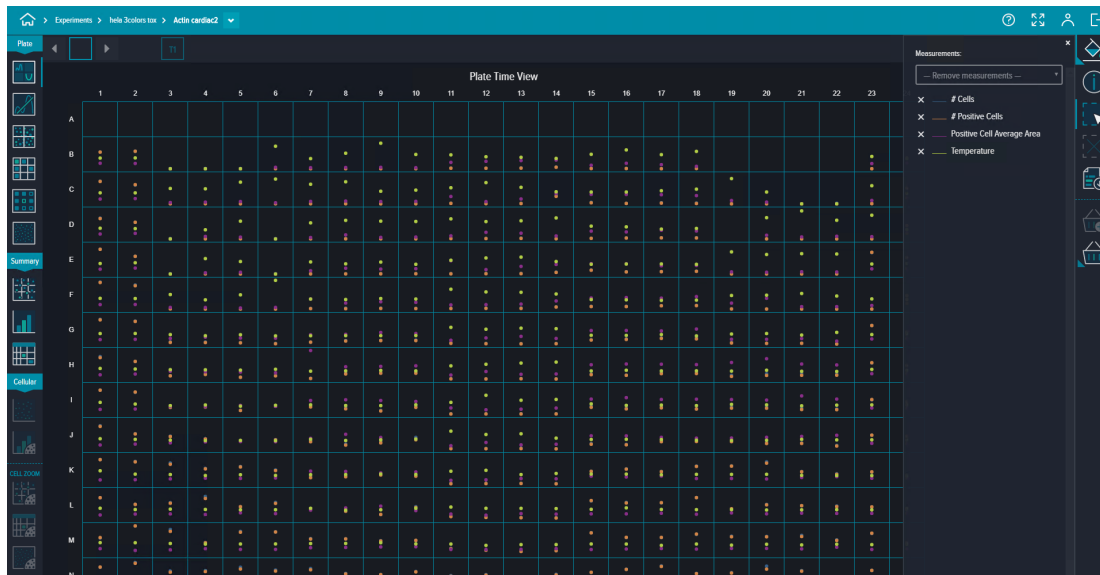 Experiments > hela 3colors tox > Actin cardiac2
Plate
T1
Plate Time View
1 2 3 4 5 6 7 8 9 10 11 12 13 14 15 16 17 18 19 20 21 22 23
A
B
C
D
E
F
G
H
I
J
K
L
M
N
Summary
Cellular
CELL ZOOM
Measurements:
x
— Remove measurements —
× # Cells
× # Positive Cells
× Positive Cell Average Area
× Temperature